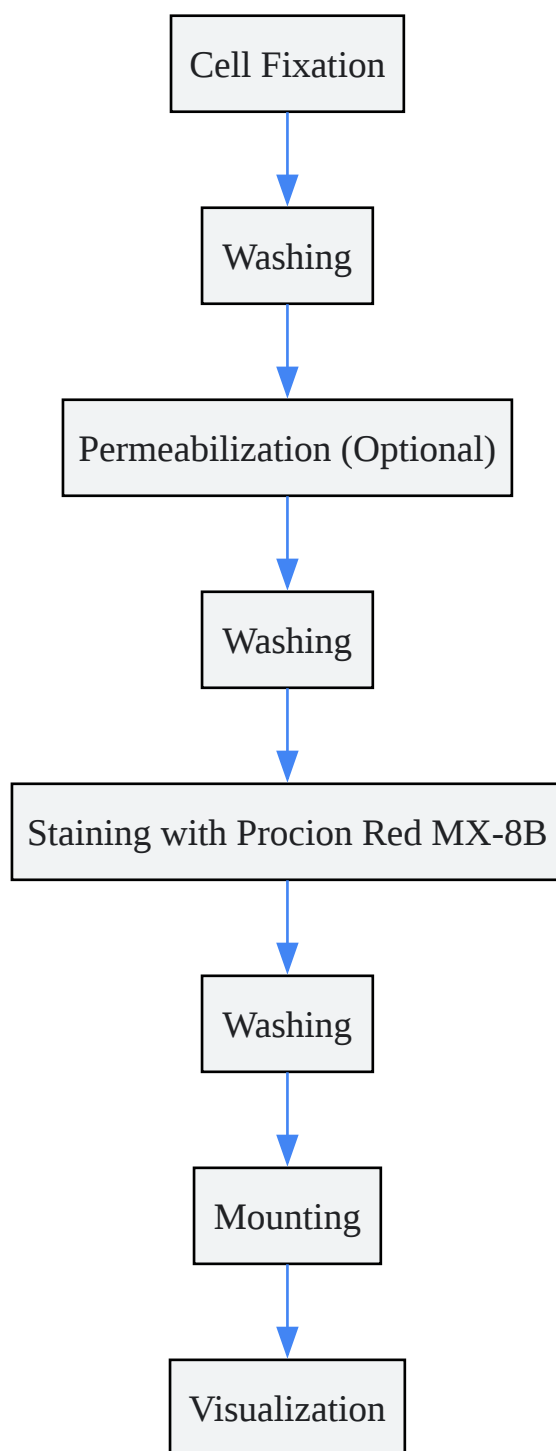 Cell Fixation
Washing
Permeabilization (Optional)
Washing
Staining with Procion Red MX-8B
Washing
Mounting
Visualization